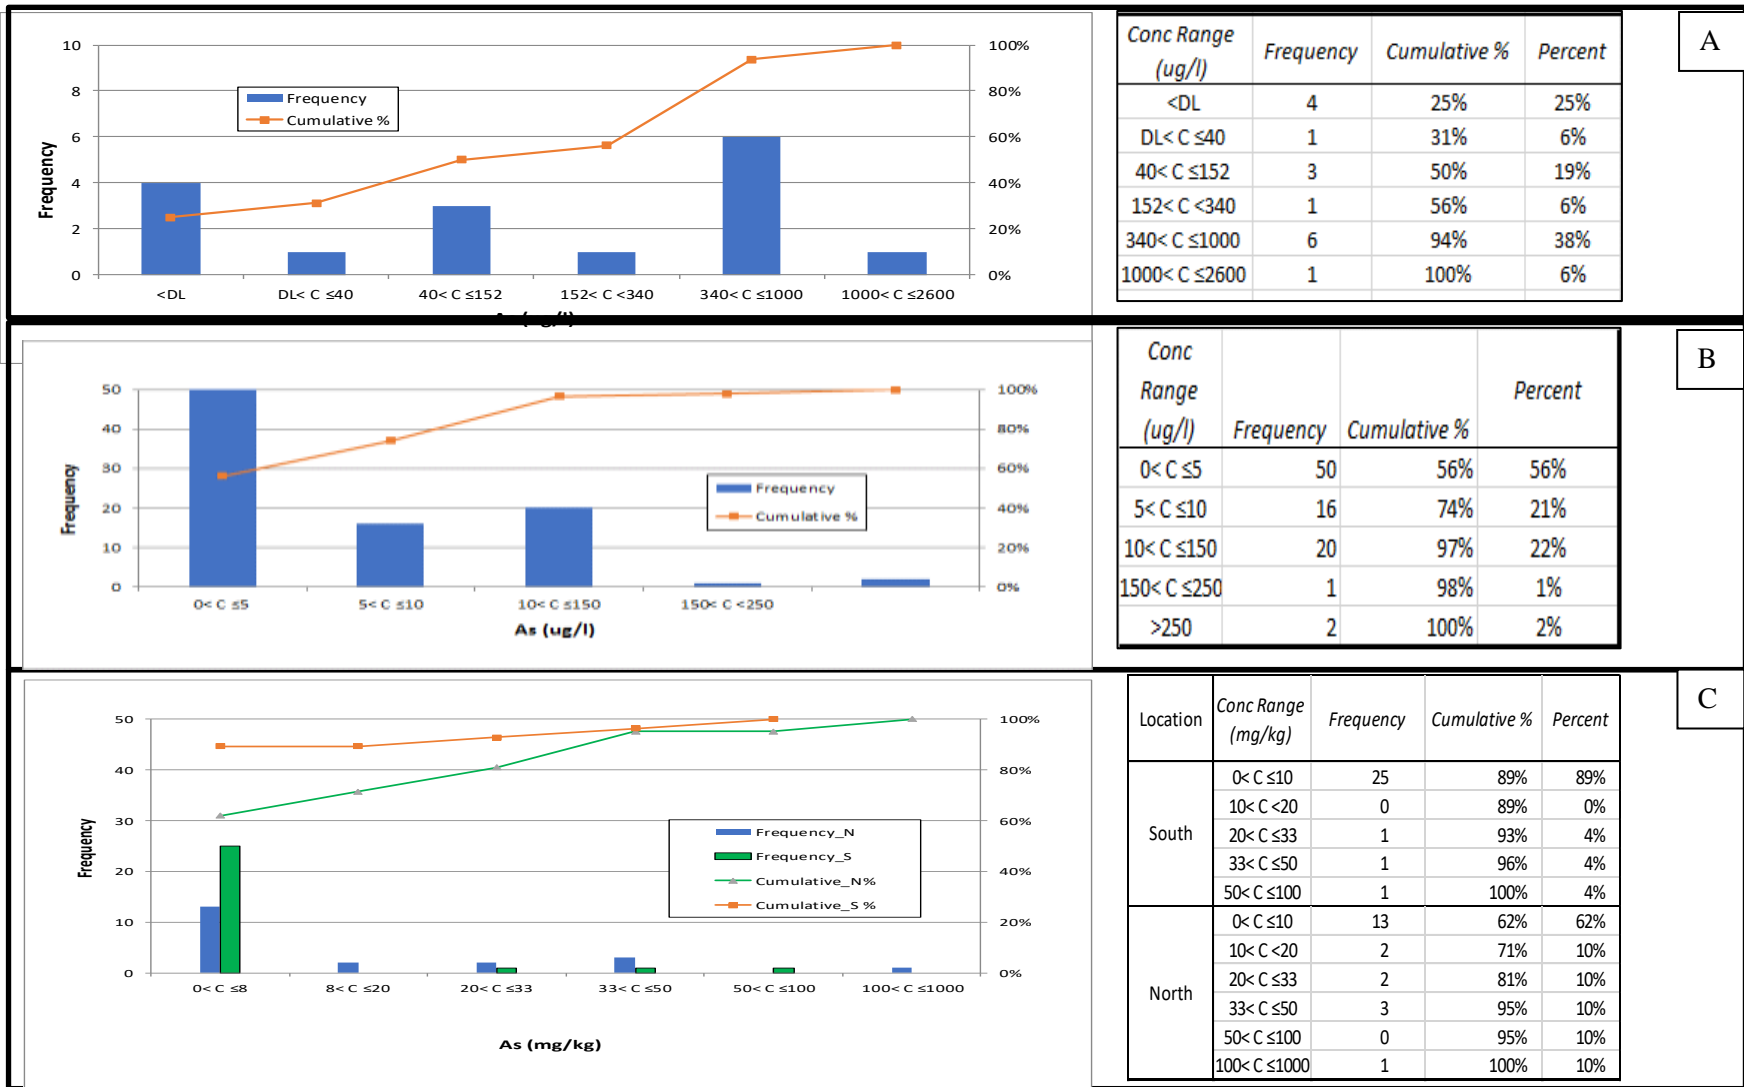 A
10
8
6
4
2
0
100%
80%
60%
40%
20%
0%
Frequency
Frequency
Cumulative %
<DL
DL< C ≤40
40< C ≤152
152< C <340
340< C ≤1000
1000< C ≤2600
Conc Range (ug/l) Frequency Cumulative % Percent
<DL 4 25% 25%
DL< C ≤40 1 31% 6%
40< C ≤152 3 50% 19%
152< C <340 1 56% 6%
340< C ≤1000 6 94% 38%
1000< C ≤2600 1 100% 6%
B
50
40
30
20
10
0
100%
80%
60%
40%
20%
0%
Frequency
Frequency
Cumulative %
0< C ≤5
5< C ≤10
10< C ≤150
150< C <250
As (ug/l)
Conc Range (ug/l) Frequency Cumulative % Percent
0< C ≤5 50 56% 56%
5< C ≤10 16 74% 21%
10< C ≤150 20 97% 22%
150< C ≤250 1 98% 1%
>250 2 100% 2%
C
50
40
30
20
10
0
100%
80%
60%
40%
20%
0%
Frequency
Frequency_N
Frequency_S
Cumulative_N%
Cumulative_S %
0< C ≤8
8< C ≤20
20< C ≤33
33< C ≤50
50< C ≤100
100< C ≤1000
As (mg/kg)
Location Conc Range (mg/kg) Frequency Cumulative % Percent
South
0< C ≤10 25 89% 89%
10< C <20 0 89% 0%
20< C ≤33 1 93% 4%
33< C ≤50 1 96% 4%
50< C ≤100 1 100% 4%
North
0< C ≤10 13 62% 62%
10< C <20 2 71% 10%
20< C ≤33 2 81% 10%
33< C ≤50 3 95% 10%
50< C ≤100 0 95% 10%
100< C ≤1000 1 100% 10%